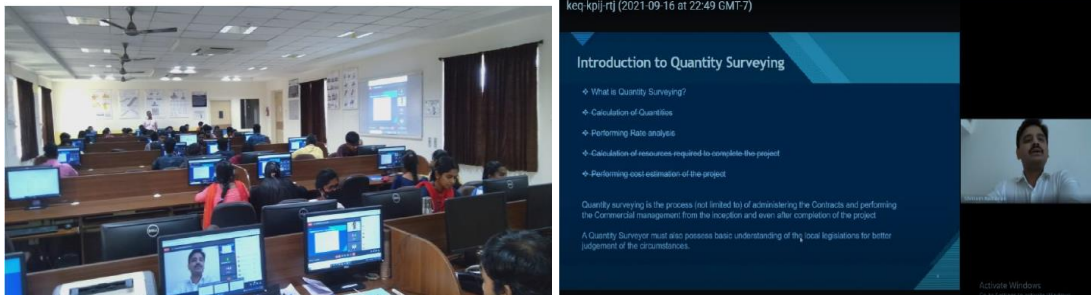 keq-kpij-rtj (2021-09-16 at 22:49 GMT-7)
Introduction to Quantity Surveying
❖ What is Quantity Surveying?
❖ Calculation of Quantities
❖ Performing Rate analysis
❖ Calculation of resources required to complete the project
❖ Performing cost estimation of the project
Quantity surveying is the process (not limited to) of administering the Contracts and performing
the Commercial management from the inception and even after completion of the project
A Quantity Surveyor must also possess basic understanding of the local legislations for better
judgement of the circumstances.
Activate Windows
DELL
DELL